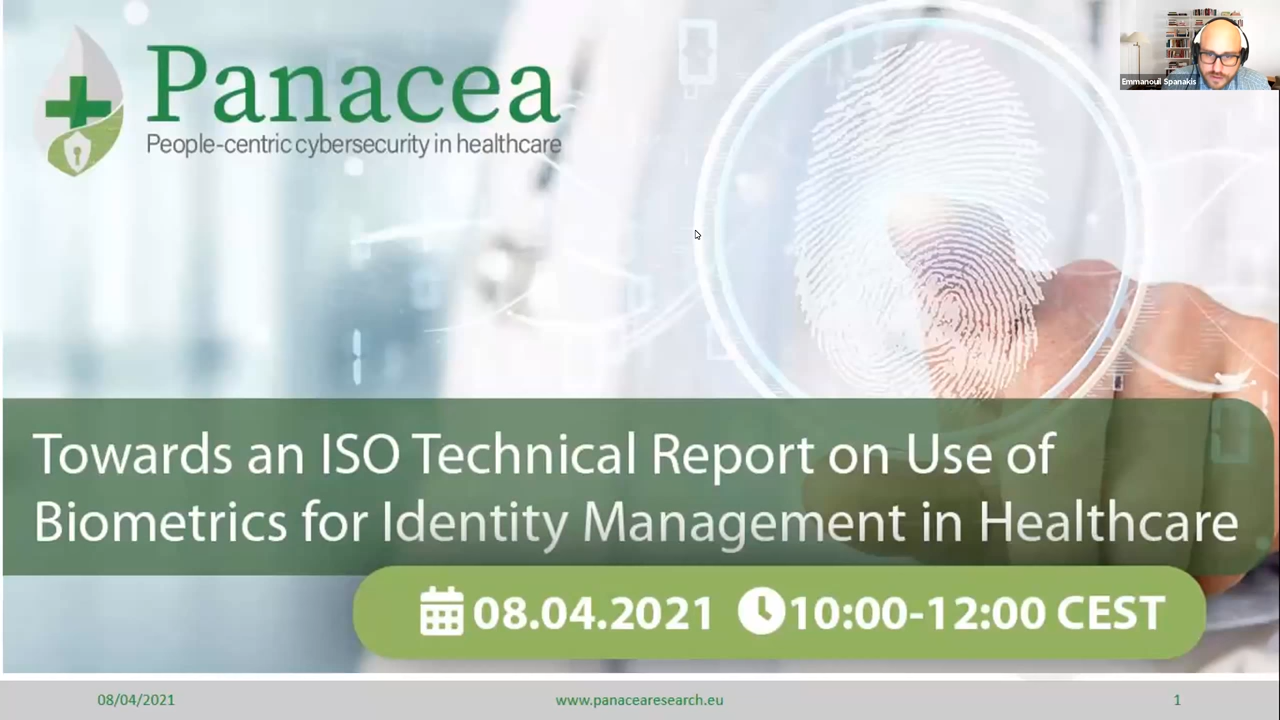 Panacea
People-centric cybersecurity in healthcare
Emmanouil Spanakis
Towards an ISO Technical Report on Use of
Biometrics for Identity Management in Healthcare
08.04.2021 10:00-12:00 CEST
08/04/2021
www.panacearesearch.eu
1